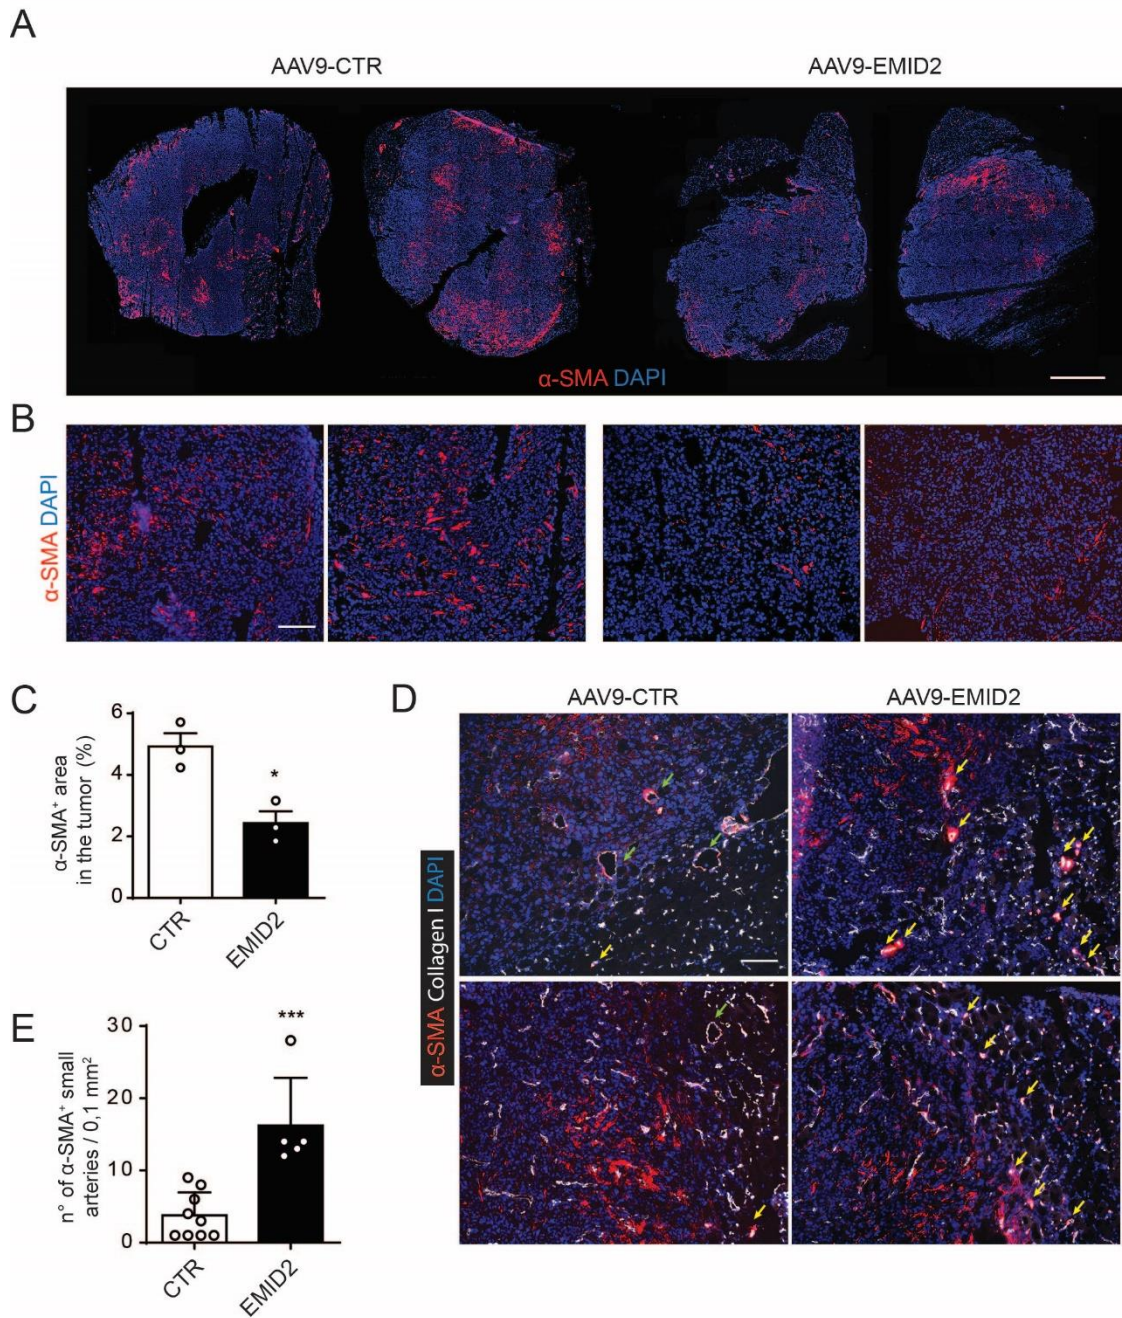 A
AAV9-CTR
AAV9-EMID2
α-SMA DAPI
B
α-SMA DAPI
C
6
4
2
0
α-SMA⁺ area
in the tumor (%)
*
CTR
EMID2
D
AAV9-CTR
AAV9-EMID2
α-SMA Collagen I DAPI
E
30
20
10
0
n° of α-SMA⁺ small
arteries / 0,1 mm²
***
CTR
EMID2